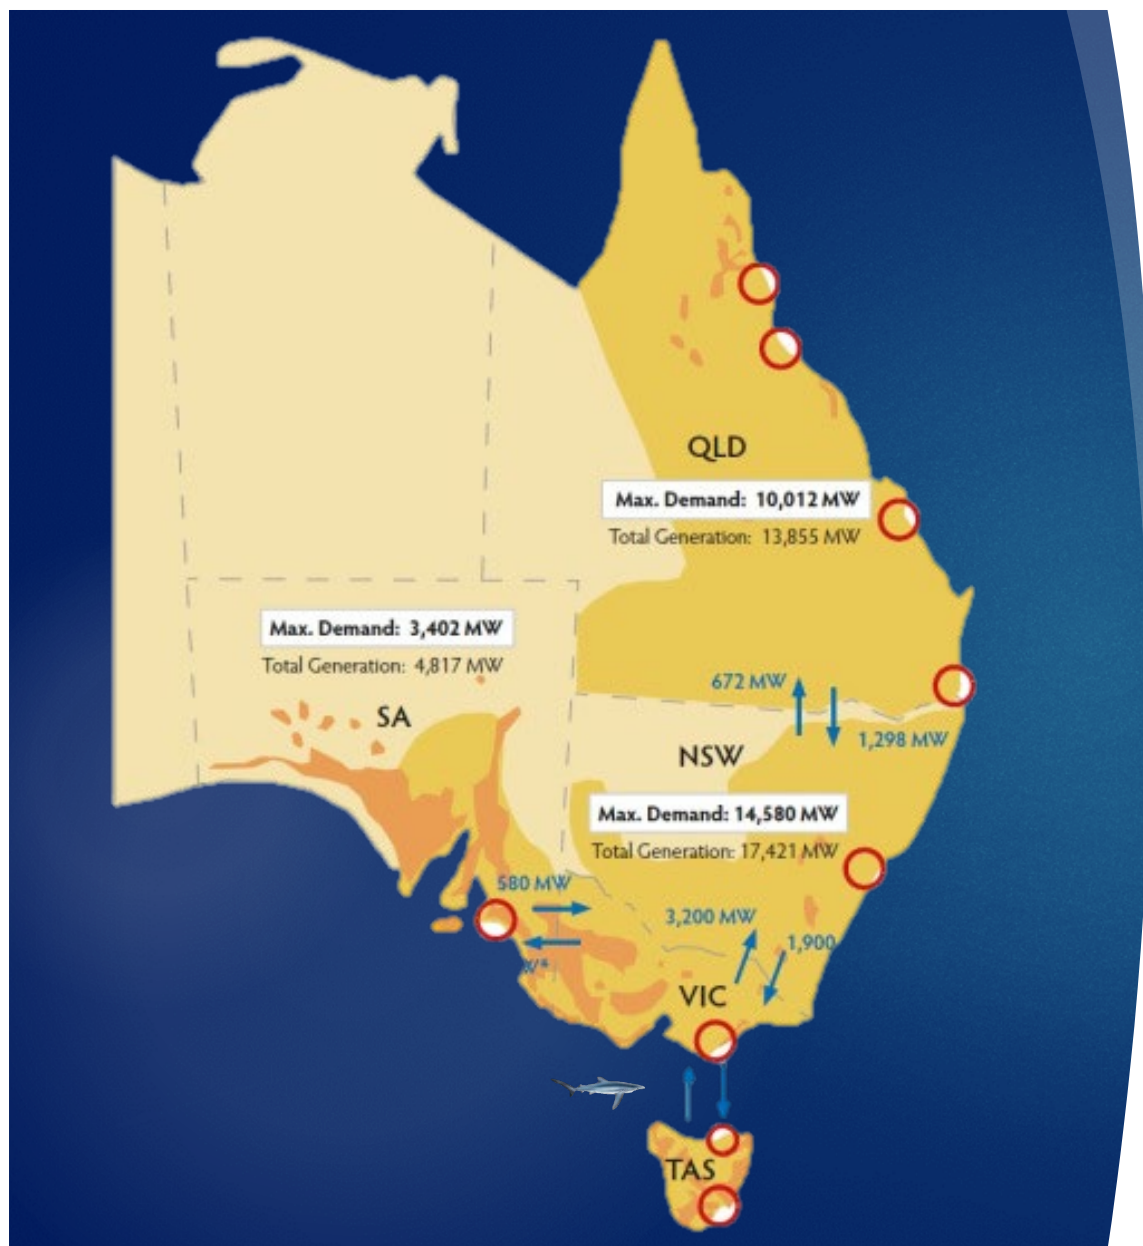 QLD
Max. Demand: 10,012 MW
Total Generation: 13,855 MW
Max. Demand: 3,402 MW
Total Generation: 4,817 MW
SA
672 MW
1,298 MW
NSW
Max. Demand: 14,580 MW
Total Generation: 17,421 MW
580 MW
3,200 MW
1,900
W*
VIC
TAS